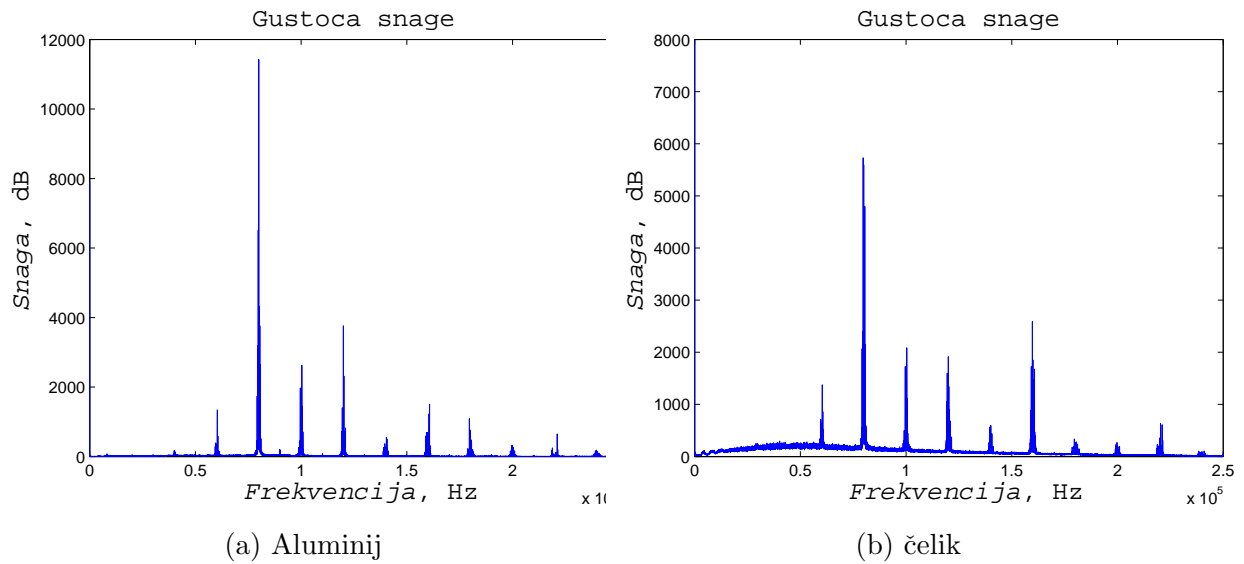 Gustoca snage
12000
10000
8000
6000
4000
2000
0
0
0.5
1
1.5
2
Snaga, dB
Frekvencija, Hz
x 10
(a) Aluminij
Gustoca snage
8000
7000
6000
5000
4000
3000
2000
1000
0
0
0.5
1
1.5
2
2.5
Snaga, dB
Frekvencija, Hz
x 10^5
(b) čelik